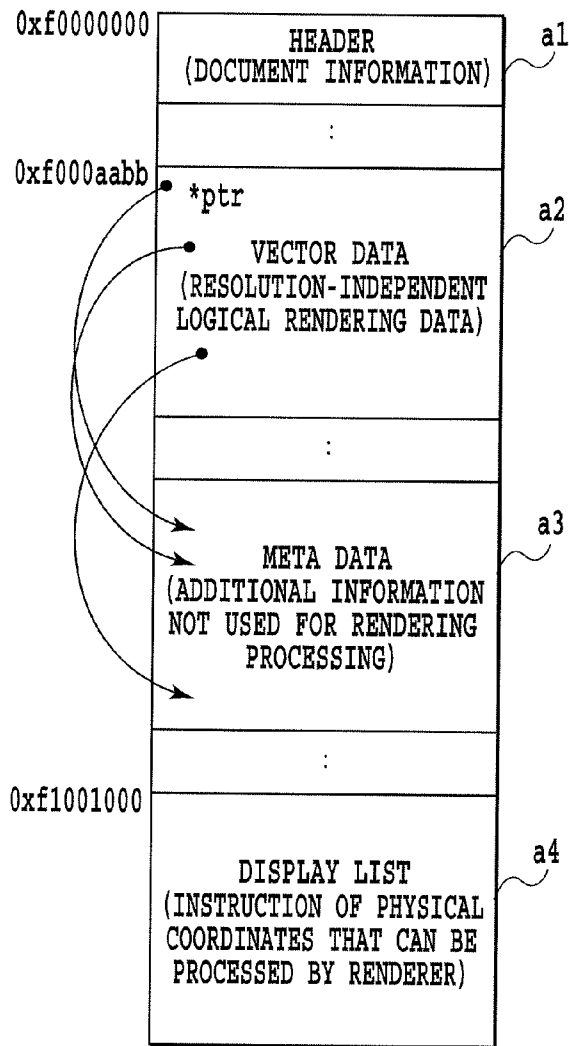 0xf0000000
HEADER
(DOCUMENT INFORMATION)
a1
:
0xf000aabb
*ptr
a2
VECTOR DATA
(RESOLUTION-INDEPENDENT
LOGICAL RENDERING DATA)
:
a3
META DATA
(ADDITIONAL INFORMATION
NOT USED FOR RENDERING
PROCESSING)
:
0xf1001000
a4
DISPLAY LIST
(INSTRUCTION OF PHYSICAL
COORDINATES THAT CAN BE
PROCESSED BY RENDERER)